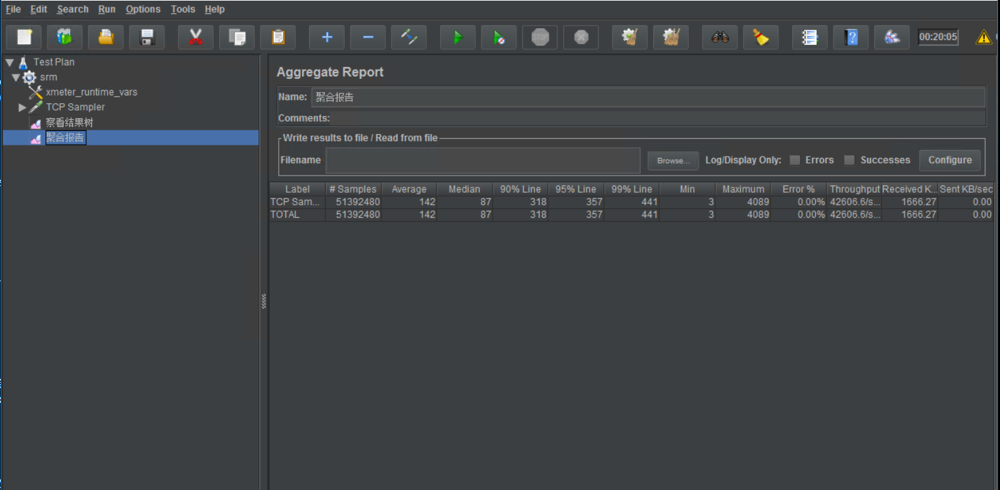 File Edit Search Run Options Tools Help
STOP
00:20:05
Test Plan
srm
xmeter_runtime_vars
TCP Sampler
察看结果树
聚合报告
Aggregate Report
Name: 聚合报告
Comments:
Write results to file / Read from file
Filename Browse... Log/Display Only: Errors Successes Configure
Label # Samples Average Median 90% Line 95% Line 99% Line Min Maximum Error % Throughput Received K... Sent KB/sec
TCP Sam... 51392480 142 87 318 357 441 3 4089 0.00% 42606.6/s... 1666.27 0.00
TOTAL 51392480 142 87 318 357 441 3 4089 0.00% 42606.6/s... 1666.27 0.00